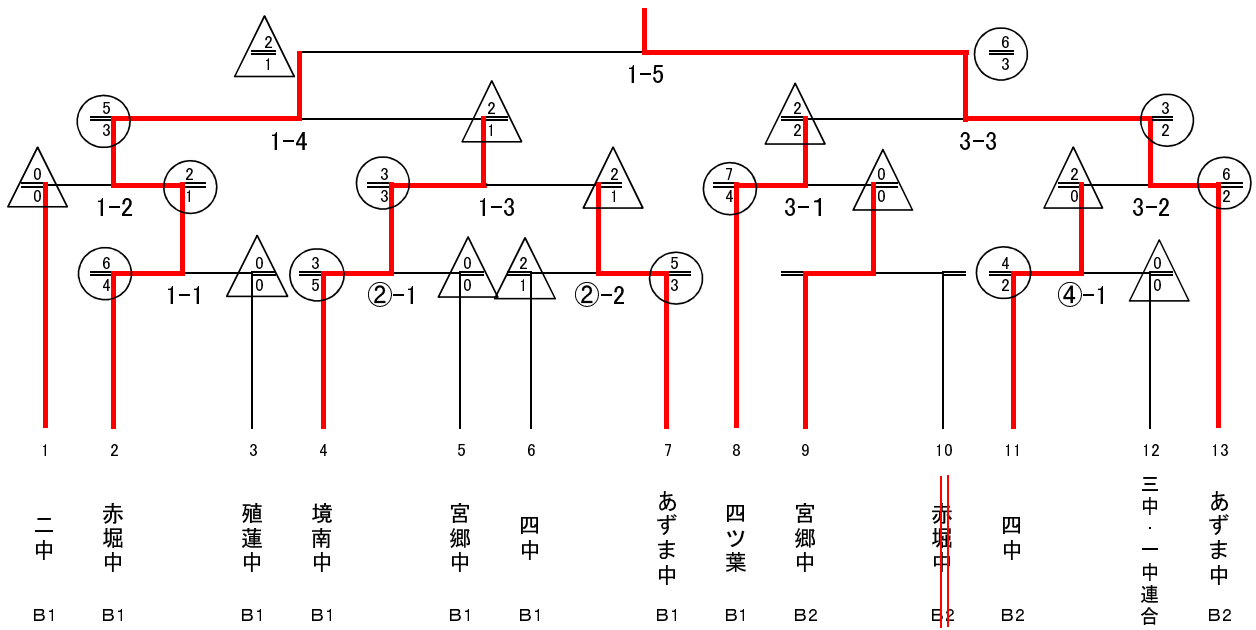 2 6
1 3
1-5
5 2 2 3
3 1 2 2
1-4 3-3
0 2 3 2 7 0 2 6
0 1 3 1 4 0 0 2
1-2 1-3 3-1 3-2
6 0 3 0 2 5 4 0
4 0 5 0 1 3 2 0
1-1 ②-1 ②-2 ④-1
1 2 3 4 5 6 7 8 9 10 11 12 13
二中
赤堀中
殖蓮中
境南中
宮郷中
四中
あずま中
四ツ葉
宮郷中
赤堀中
四中
三中・一中連合
あずま中
B1 B1 B1 B1 B1 B1 B1 B1 B2 B2 B2 B2